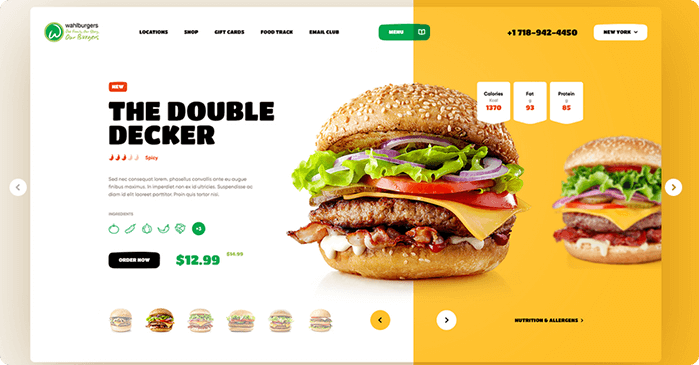 wahlburgers
Our Family, Our Story,
Our Burgers
LOCATIONS
SHOP
GIFT CARDS
FOOD TRACK
EMAIL CLUB
MENU
+1 718-942-4450
NEW YORK
NEW
THE DOUBLE
DECKER
Spicy
Sed nec consequat lorem, phasellus convallis ante eu augue
finibus maximus. In imperdiet non ex id ultricies. Suspendisse ac
diam id elit laoreet porttitor. Proin quis tortor nisi.
INGREDIENTS
+3
ORDER NOW
$12.99
$14.99
Calories
Kcal
1370
Fat
g
93
Protein
g
85
NUTRITION & ALLERGENS